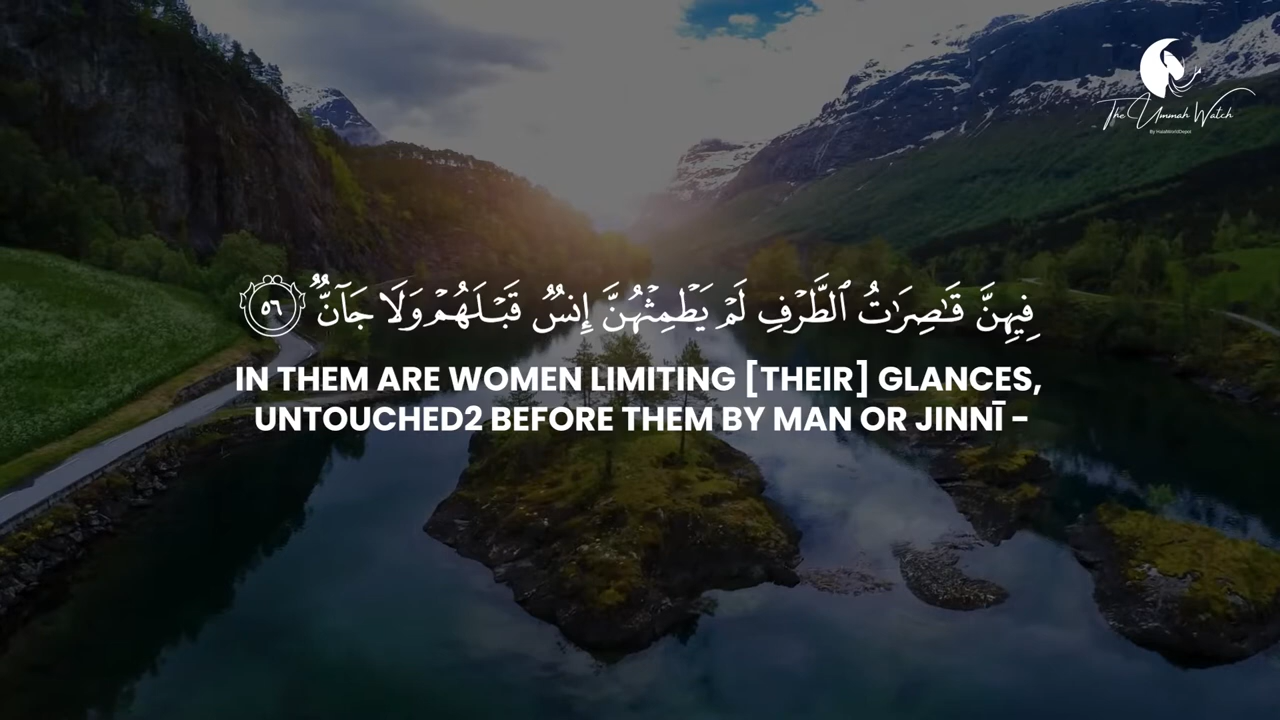 The Ummah Watch
By HalalWorldDepot
فِيهِنَّ قَـٰصِرَٰتُ ٱلطَّرْفِ لَمْ يَطْمِثْهُنَّ إِنسٌ قَبْلَهُمْ وَلَا جَآنٌّ ٥٦
IN THEM ARE WOMEN LIMITING [THEIR] GLANCES,
UNTOUCHED2 BEFORE THEM BY MAN OR JINNĪ –